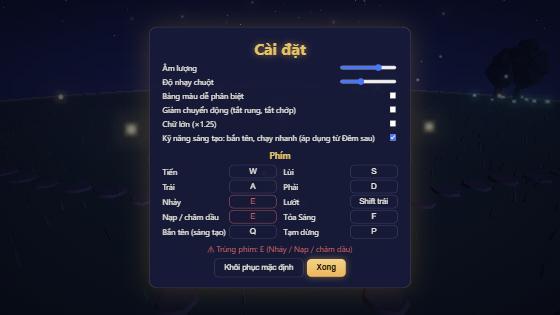 Cài đặt
Âm lượng
Độ nhạy chuột
Bảng màu dễ phân biệt
Giảm chuyển động (tắt rung, tắt chớp)
Chữ lớn (×1.25)
Kỹ năng sáng tạo: bắn tên, chạy nhanh (áp dụng từ Đêm sau)
Phím
Tiến W Lùi S
Trái A Phải D
Nhảy E Lướt Shift trái
Nạp / châm dầu E Tỏa Sáng F
Bắn tên (sáng tạo) Q Tạm dừng P
⚠ Trùng phím: E (Nhảy / Nạp / châm dầu)
Khôi phục mặc định Xong